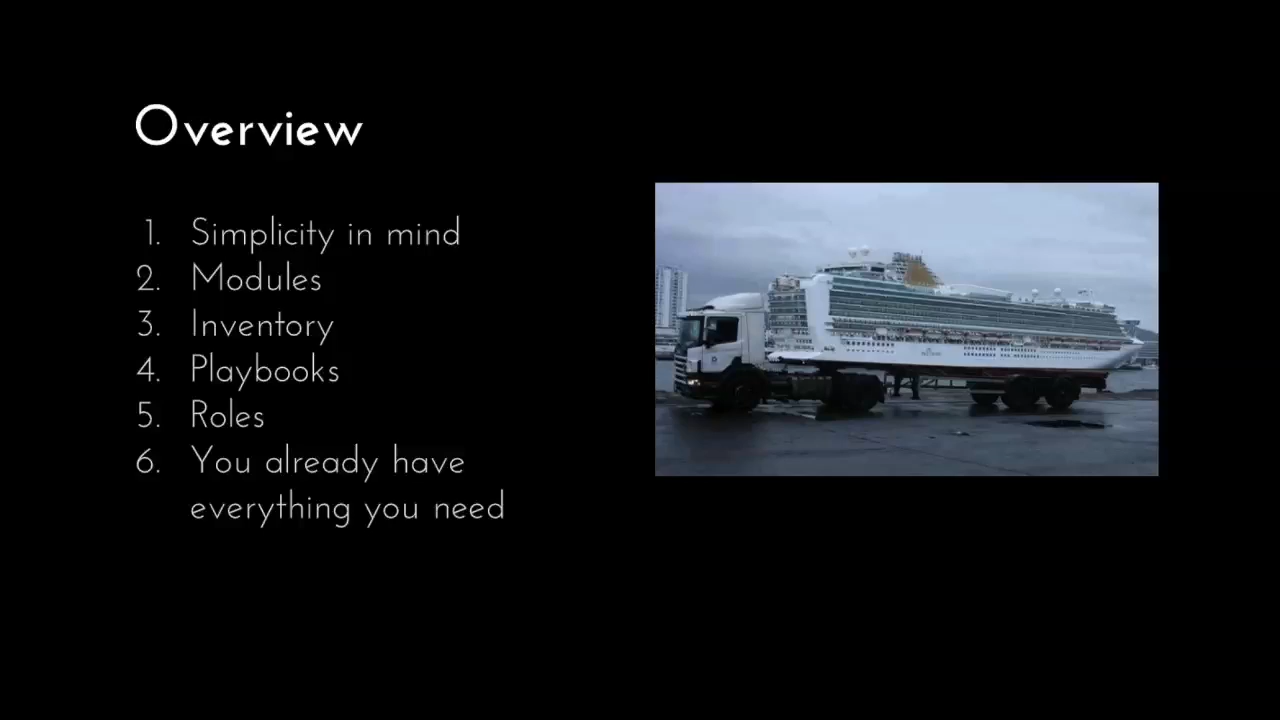 Overview
1. Simplicity in mind
2. Modules
3. Inventory
4. Playbooks
5. Roles
6. You already have
everything you need